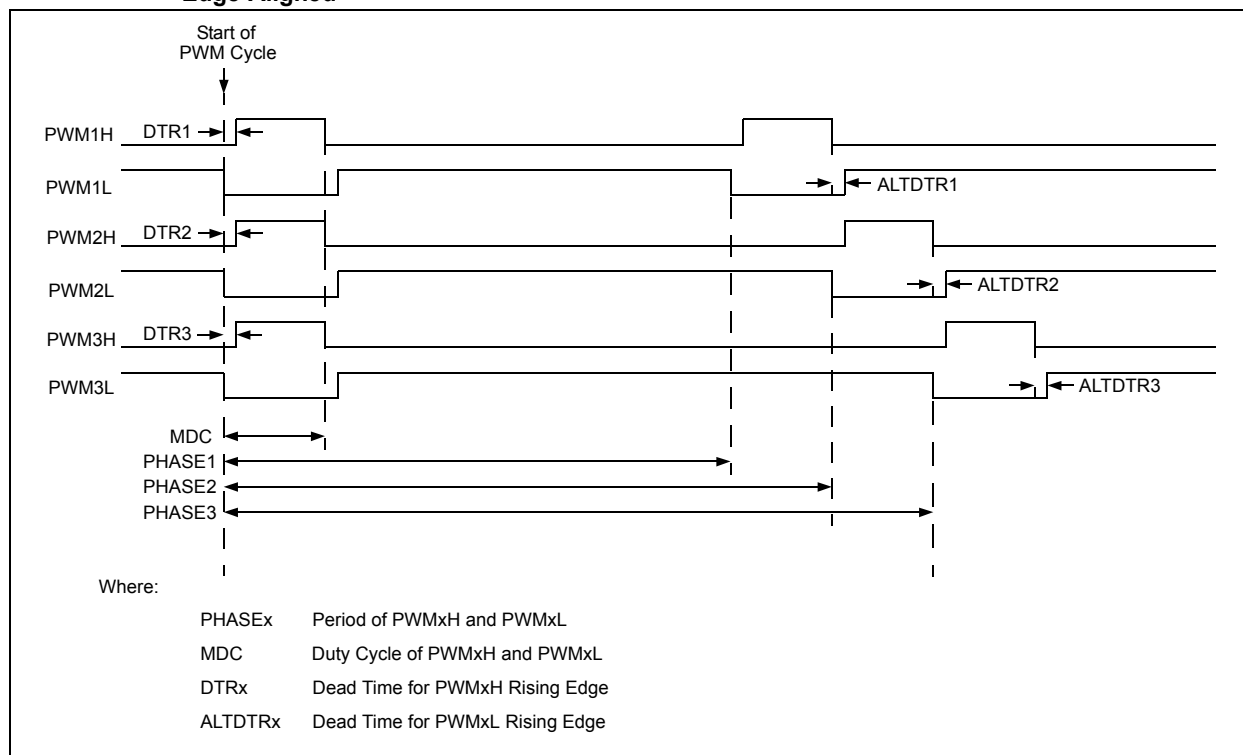 Edge Aligned
Start of
PWM Cycle
PWM1H DTR1
PWM1L ALTDTR1
PWM2H DTR2
PWM2L ALTDTR2
PWM3H DTR3
PWM3L ALTDTR3
MDC
PHASE1
PHASE2
PHASE3
Where:
PHASEx Period of PWMxH and PWMxL
MDC Duty Cycle of PWMxH and PWMxL
DTRx Dead Time for PWMxH Rising Edge
ALTDTRx Dead Time for PWMxL Rising Edge